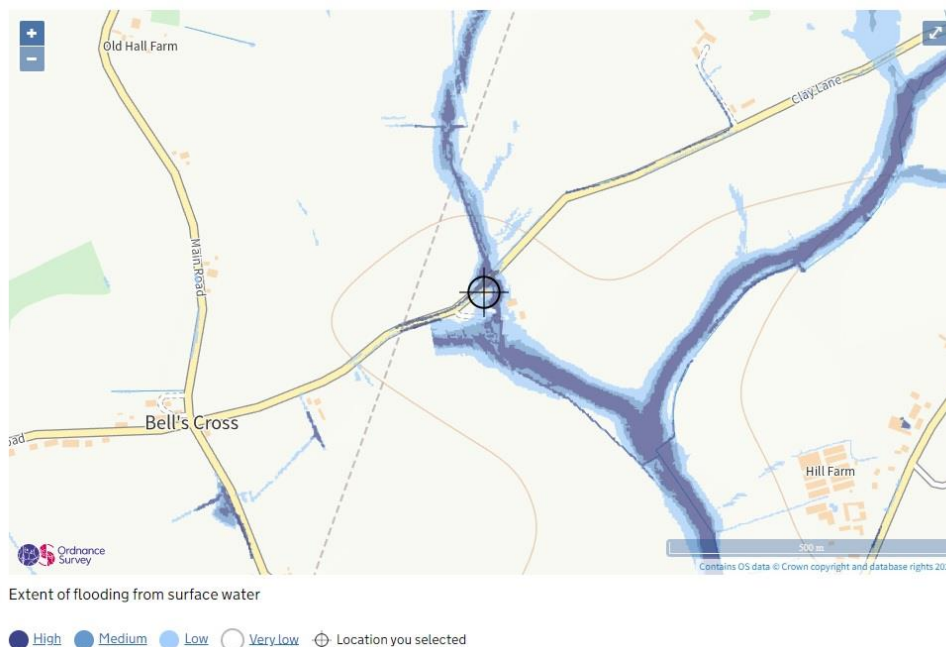 +
−
Old Hall Farm
Clay Lane
Main Road
Bell's Cross
oad
Hill Farm
Ordnance
Survey
500 m
Contains OS data © Crown copyright and database rights 20
Extent of flooding from surface water
High Medium Low Very low Location you selected